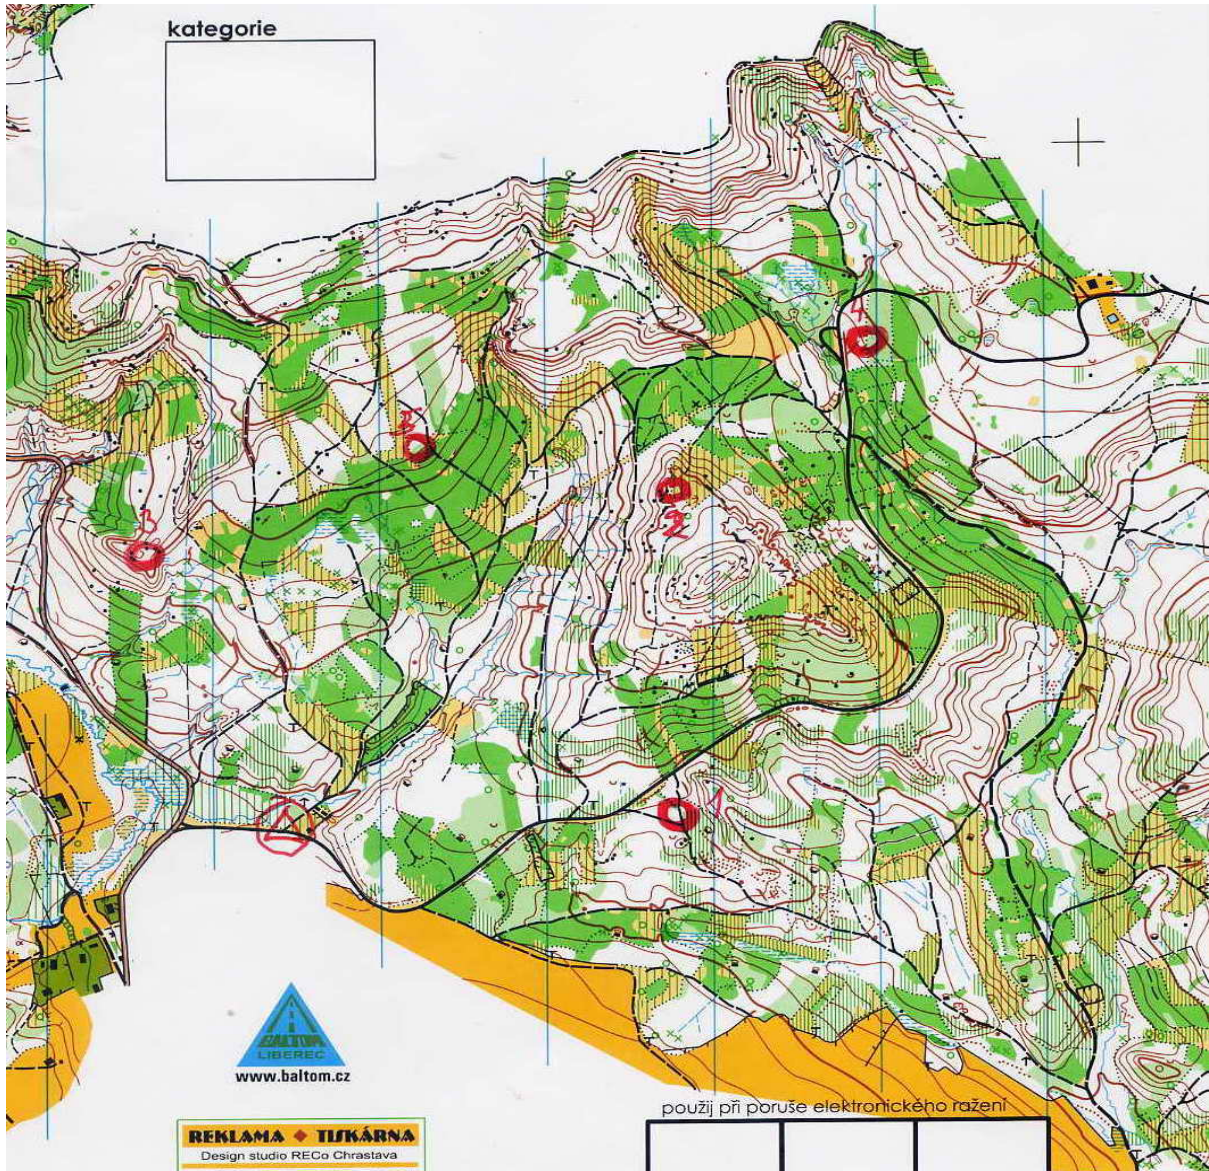 kategorie
475
4
5
2
3
1
BALTOM
LIBEREC
www.baltom.cz
použij při poruše elektronického ražení
REKLAMA ♦ TISKÁRNA
Design studio RECo Chrastava